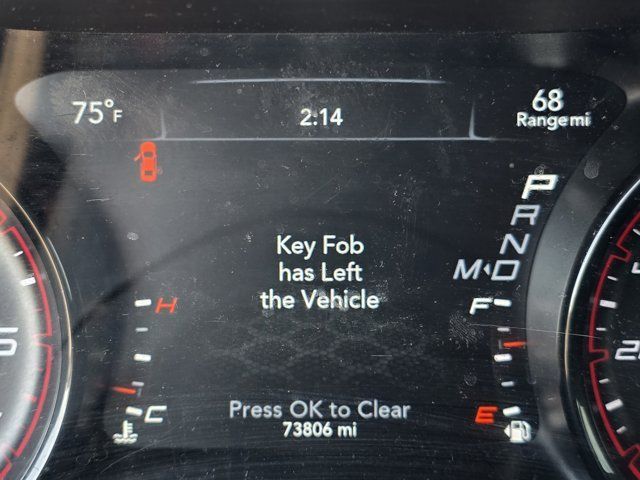 75°F
2:14
68
Range mi
P
R
N
M D
Key Fob
has Left
the Vehicle
H
F
Press OK to Clear
C
E
73806 mi